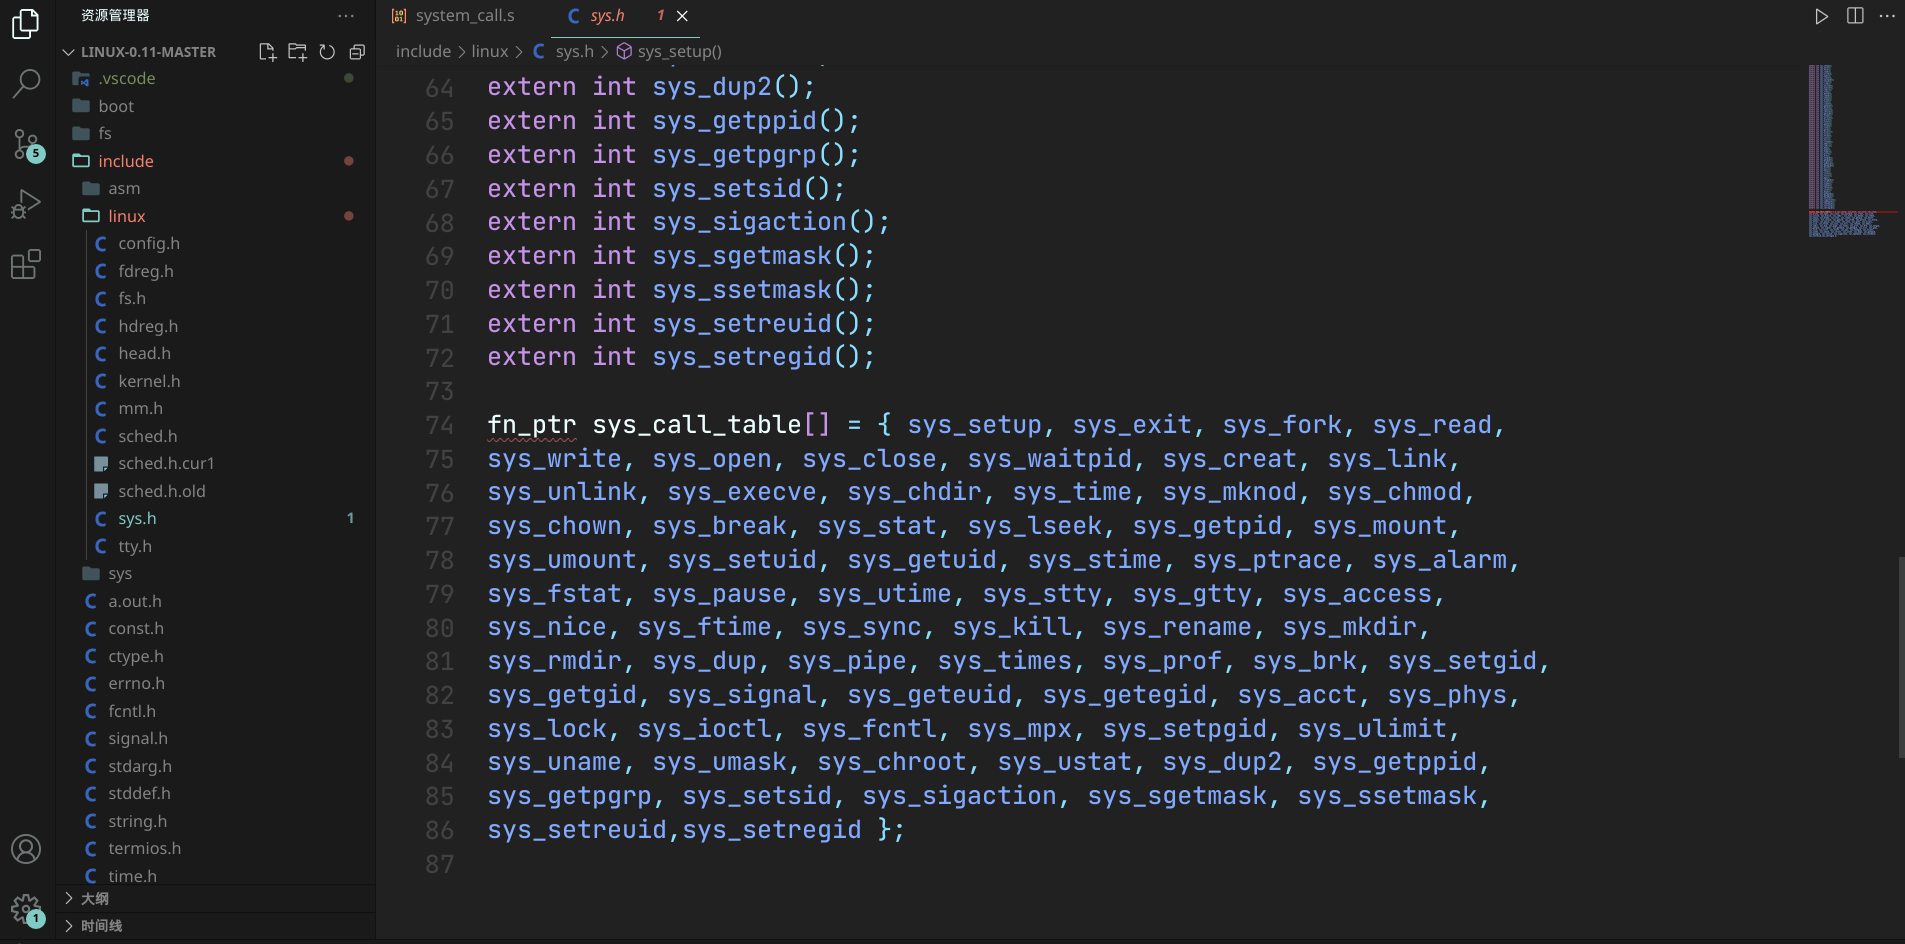 资源管理器
LINUX-0.11-MASTER
.vscode
boot
fs
include
asm
linux
config.h
fdreg.h
fs.h
hdreg.h
head.h
kernel.h
mm.h
sched.h
sched.h.cur1
sched.h.old
sys.h 1
tty.h
sys
a.out.h
const.h
ctype.h
errno.h
fcntl.h
signal.h
stdarg.h
stddef.h
string.h
termios.h
time.h
大纲
时间线
5
1
system_call.s
sys.h 1
include > linux > C sys.h > sys_setup()
64 extern int sys_dup2();
65 extern int sys_getppid();
66 extern int sys_getpgrp();
67 extern int sys_setsid();
68 extern int sys_sigaction();
69 extern int sys_sgetmask();
70 extern int sys_ssetmask();
71 extern int sys_setreuid();
72 extern int sys_setregid();
73
74 fn_ptr sys_call_table[] = { sys_setup, sys_exit, sys_fork, sys_read,
75 sys_write, sys_open, sys_close, sys_waitpid, sys_creat, sys_link,
76 sys_unlink, sys_execve, sys_chdir, sys_time, sys_mknod, sys_chmod,
77 sys_chown, sys_break, sys_stat, sys_lseek, sys_getpid, sys_mount,
78 sys_umount, sys_setuid, sys_getuid, sys_stime, sys_ptrace, sys_alarm,
79 sys_fstat, sys_pause, sys_utime, sys_stty, sys_gtty, sys_access,
80 sys_nice, sys_ftime, sys_sync, sys_kill, sys_rename, sys_mkdir,
81 sys_rmdir, sys_dup, sys_pipe, sys_times, sys_prof, sys_brk, sys_setgid,
82 sys_getgid, sys_signal, sys_geteuid, sys_getegid, sys_acct, sys_phys,
83 sys_lock, sys_ioctl, sys_fcntl, sys_mpx, sys_setpgid, sys_ulimit,
84 sys_uname, sys_umask, sys_chroot, sys_ustat, sys_dup2, sys_getppid,
85 sys_getpgrp, sys_setsid, sys_sigaction, sys_sgetmask, sys_ssetmask,
86 sys_setreuid,sys_setregid };
87